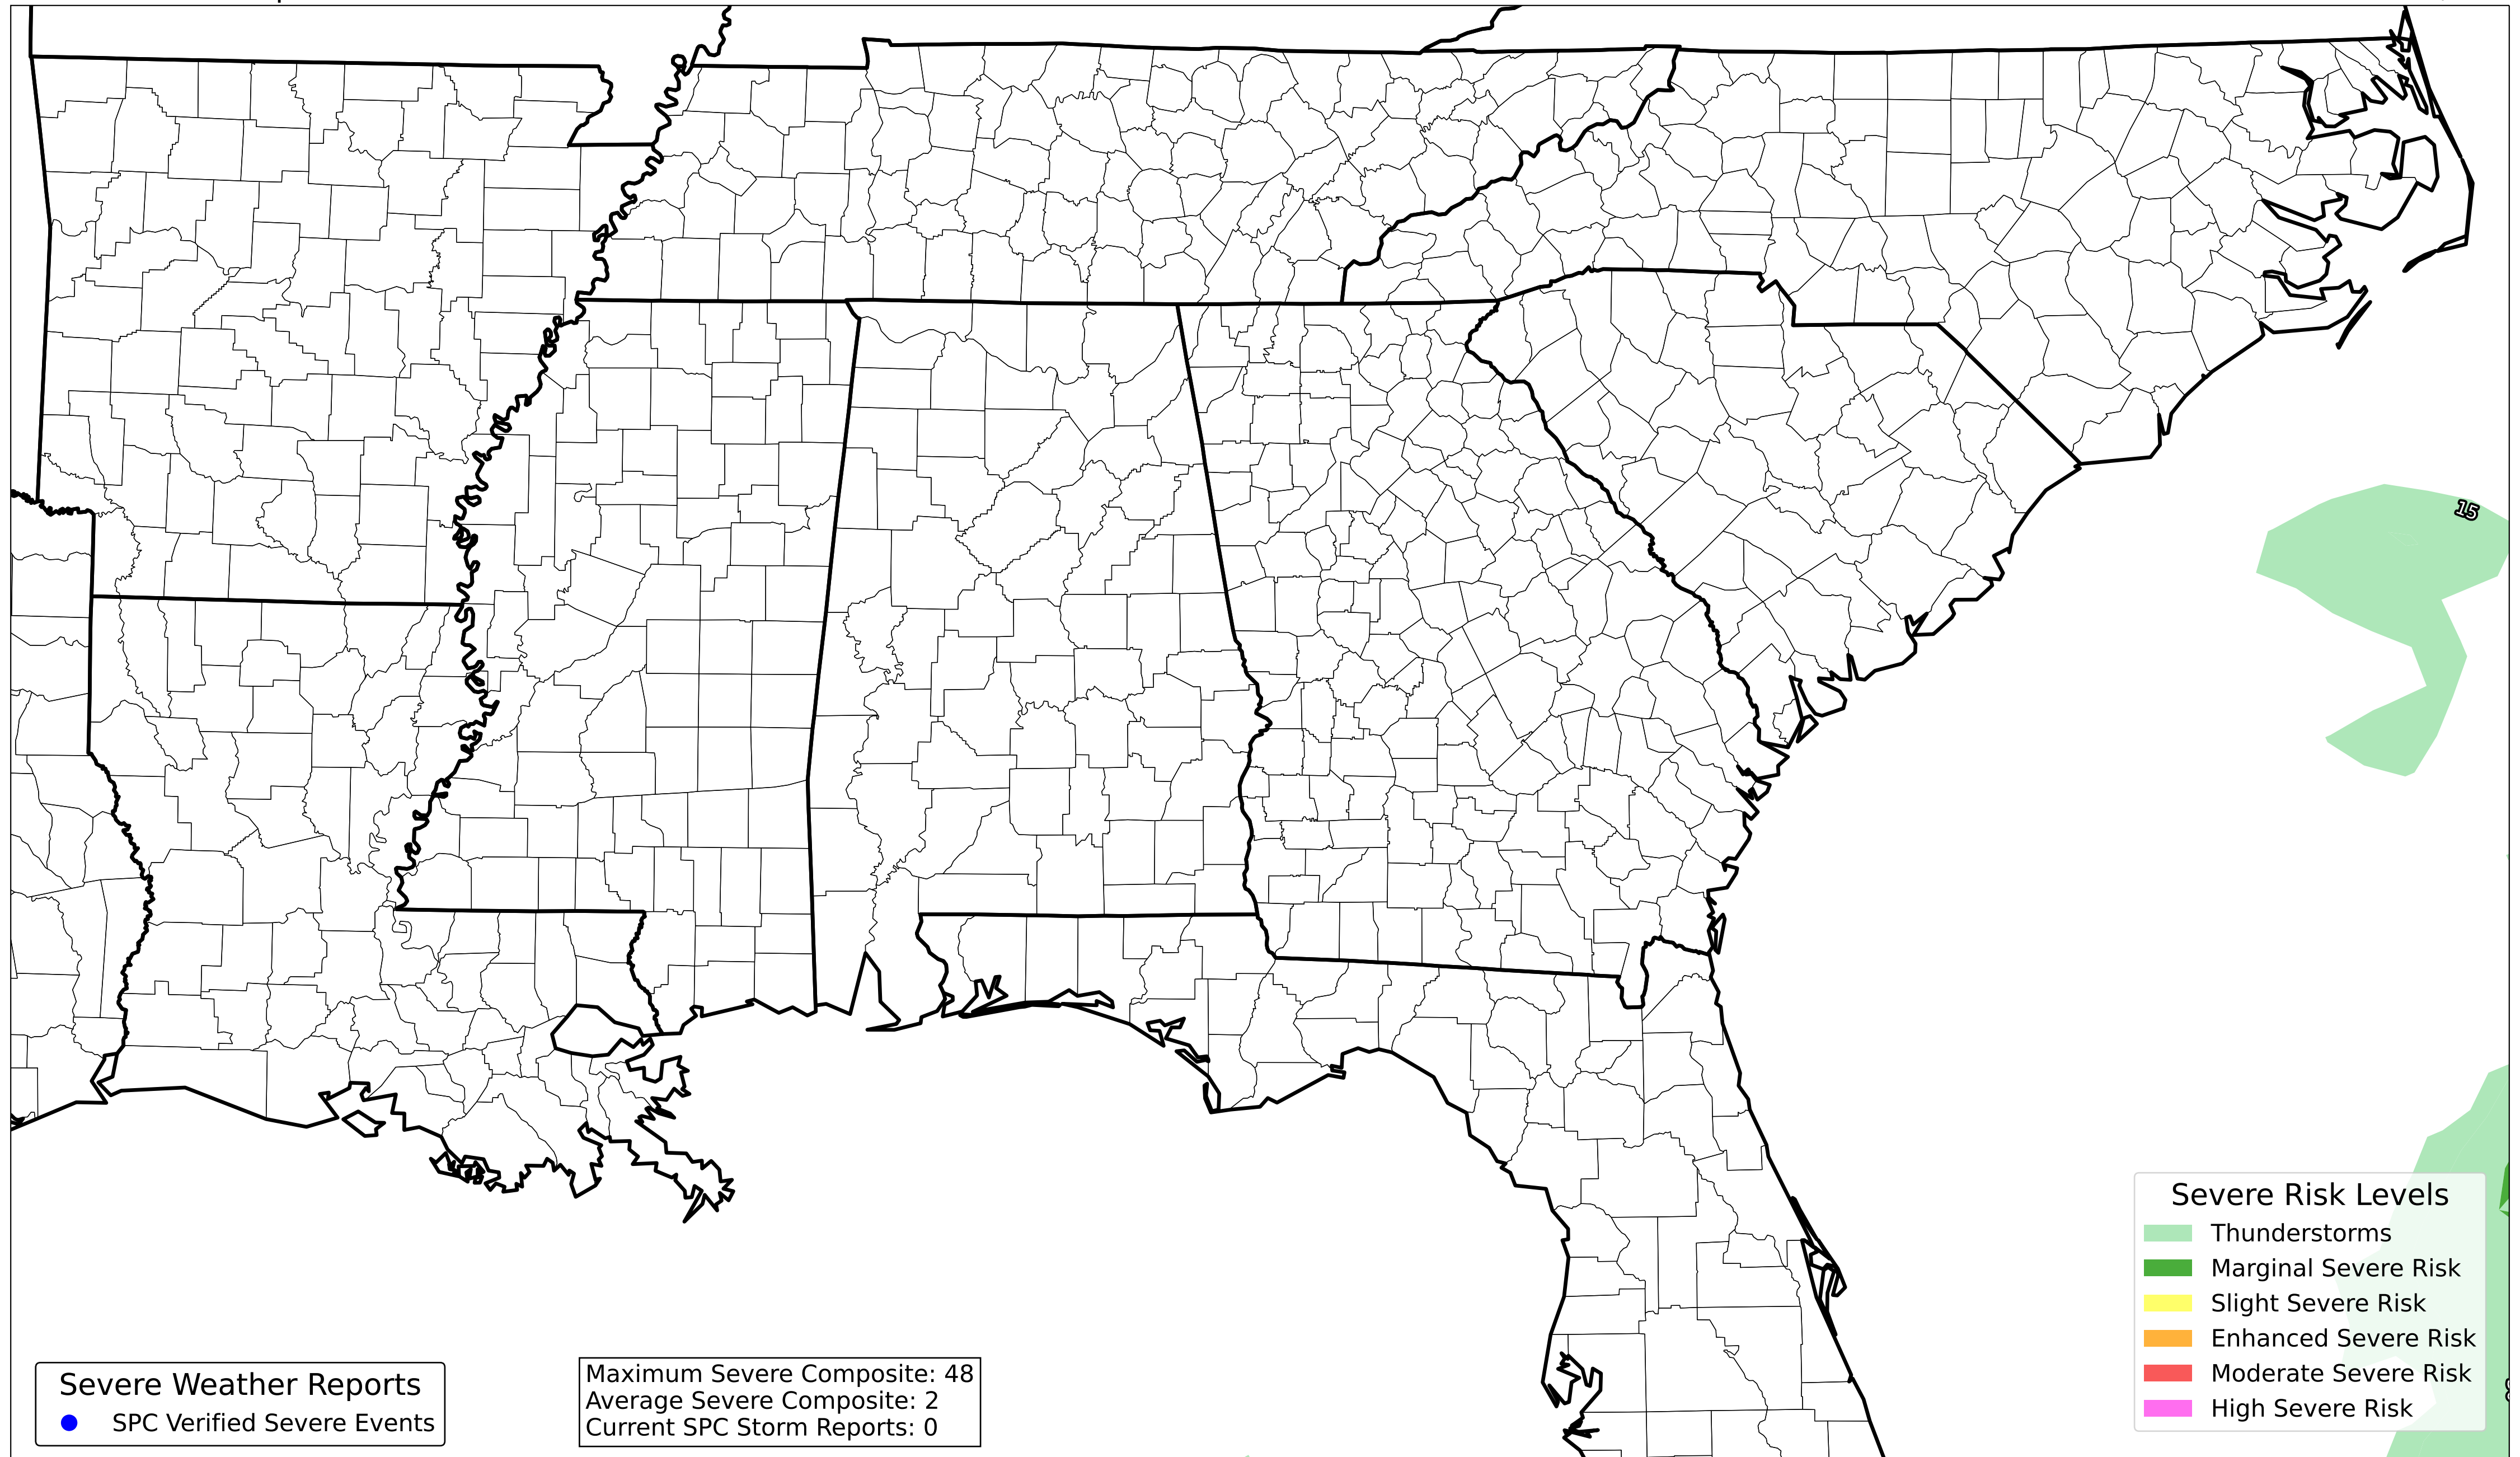 15
Severe Risk Levels
Thunderstorms
Marginal Severe Risk
Slight Severe Risk
Enhanced Severe Risk
Moderate Severe Risk
High Severe Risk
Severe Weather Reports
SPC Verified Severe Events
Maximum Severe Composite: 48
Average Severe Composite: 2
Current SPC Storm Reports: 0